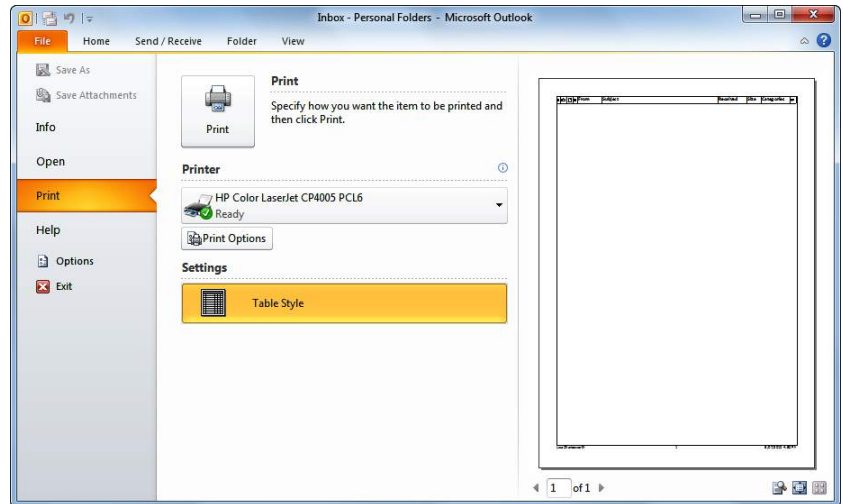 Inbox - Personal Folders - Microsoft Outlook
File Home Send / Receive Folder View
Save As
Save Attachments
Info
Open
Print
Help
Options
Exit
Print
Print
Specify how you want the item to be printed and
then click Print.
Printer
HP Color LaserJet CP4005 PCL6
Ready
Print Options
Settings
Table Style
From Subject Received Size Categories
1
1 of 1